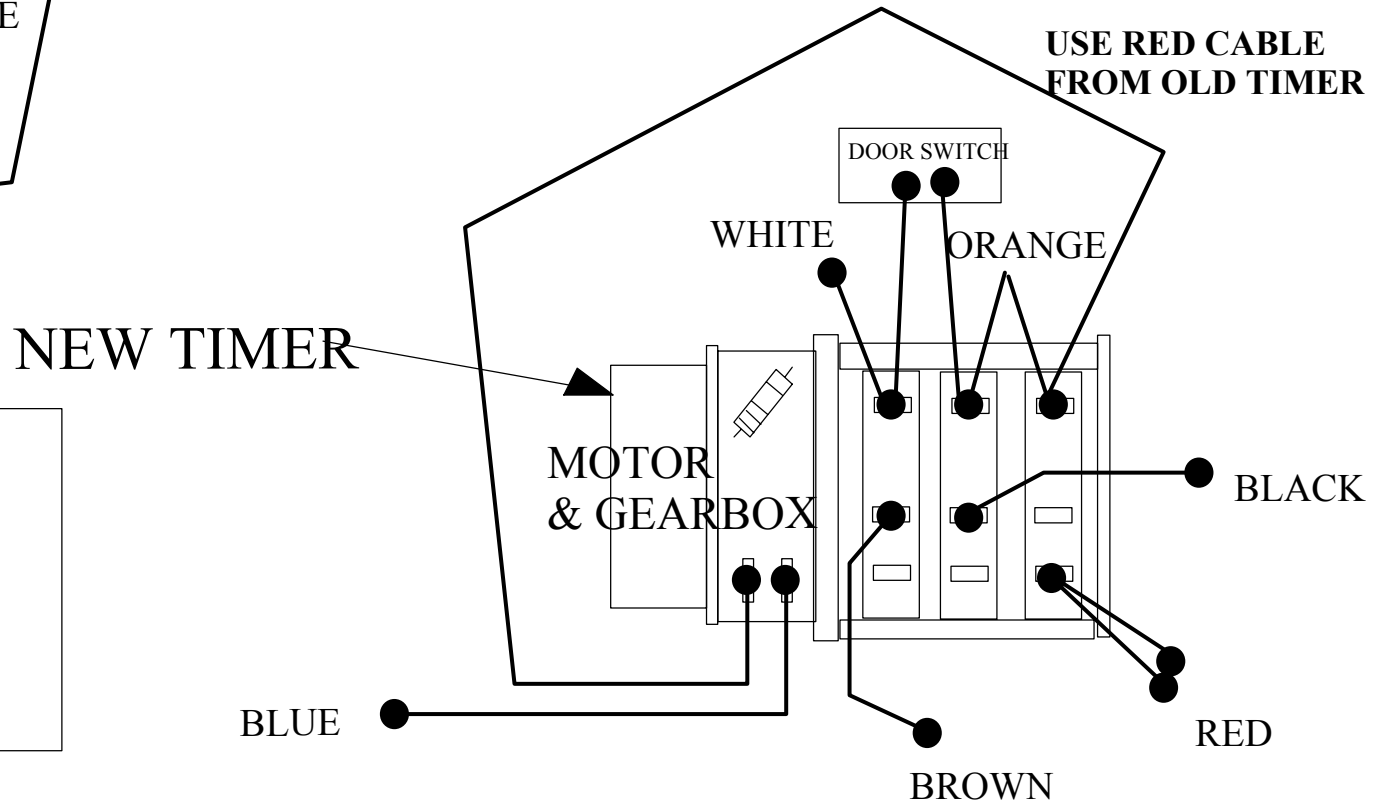 E
USE RED CABLE
FROM OLD TIMER
DOOR SWITCH
WHITE
ORANGE
NEW TIMER
MOTOR
& GEARBOX
BLACK
BLUE
RED
BROWN